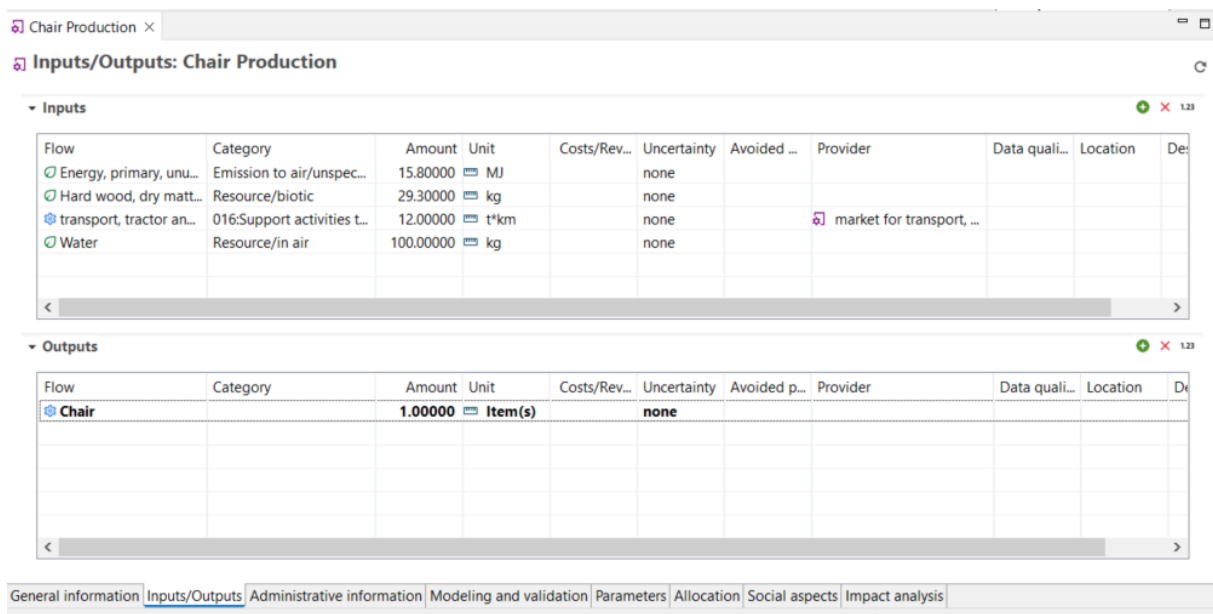 Chair Production
Inputs/Outputs: Chair Production
Inputs
1.23
Flow Category Amount Unit Costs/Rev... Uncertainty Avoided ... Provider Data quali... Location Des
Energy, primary, unu... Emission to air/unspec... 15.80000 MJ none
Hard wood, dry matt... Resource/biotic 29.30000 kg none
transport, tractor an... 016:Support activities t... 12.00000 t*km none market for transport, ...
Water Resource/in air 100.00000 kg none
Outputs
1.23
Flow Category Amount Unit Costs/Rev... Uncertainty Avoided p... Provider Data quali... Location De
Chair 1.00000 Item(s) none
General information Inputs/Outputs Administrative information Modeling and validation Parameters Allocation Social aspects Impact analysis